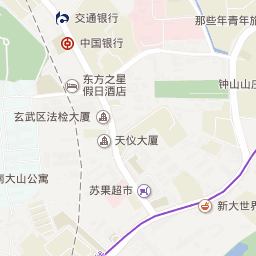 交通银行
那些年青年旅
中国银行
东方之星
假日酒店
钟山山庄
玄武区法检大厦
天仪大厦
南大山公寓
苏果超市
新大世界